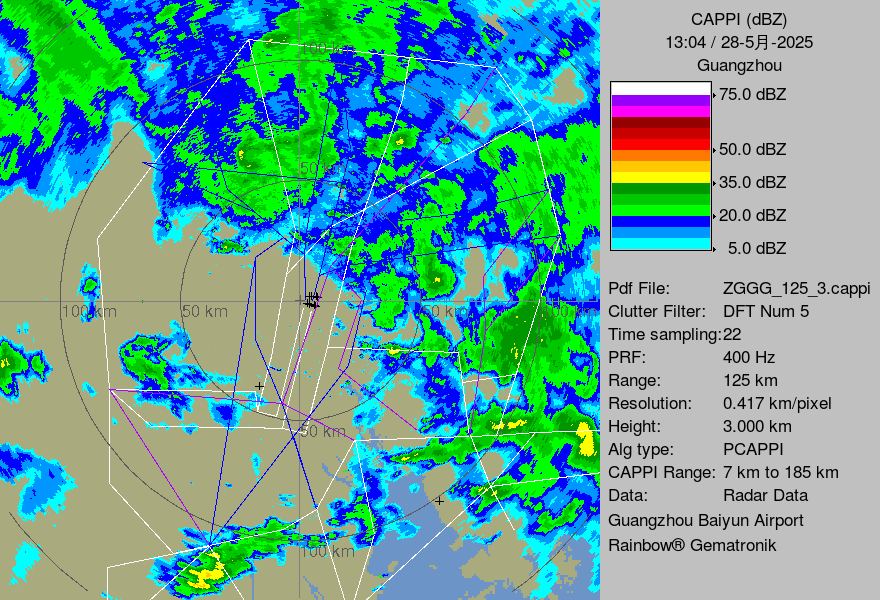 CAPPI (dBZ)
13:04 / 28-5月-2025
Guangzhou
75.0 dBZ
50.0 dBZ
35.0 dBZ
20.0 dBZ
5.0 dBZ
Pdf File: ZGGG_125_3.cappi
Clutter Filter: DFT Num 5
Time sampling:22
PRF: 400 Hz
Range: 125 km
Resolution: 0.417 km/pixel
Height: 3.000 km
Alg type: PCAPPI
CAPPI Range: 7 km to 185 km
Data: Radar Data
Guangzhou Baiyun Airport
Rainbow® Gematronik
100 km
50 km
100 km
50 km
50 km
100 km
50 km
100 km